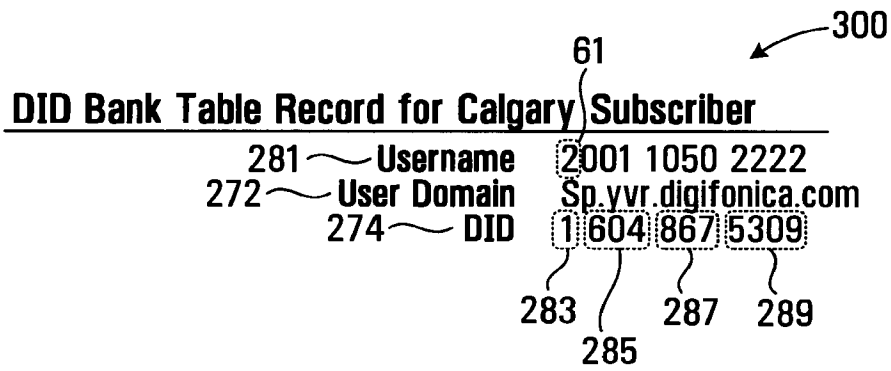 300
61
DID Bank Table Record for Calgary Subscriber
281 Username 2001 1050 2222
272 User Domain Sp.yvr.digifonica.com
274 DID 1 604 867 5309
283 285 287 289